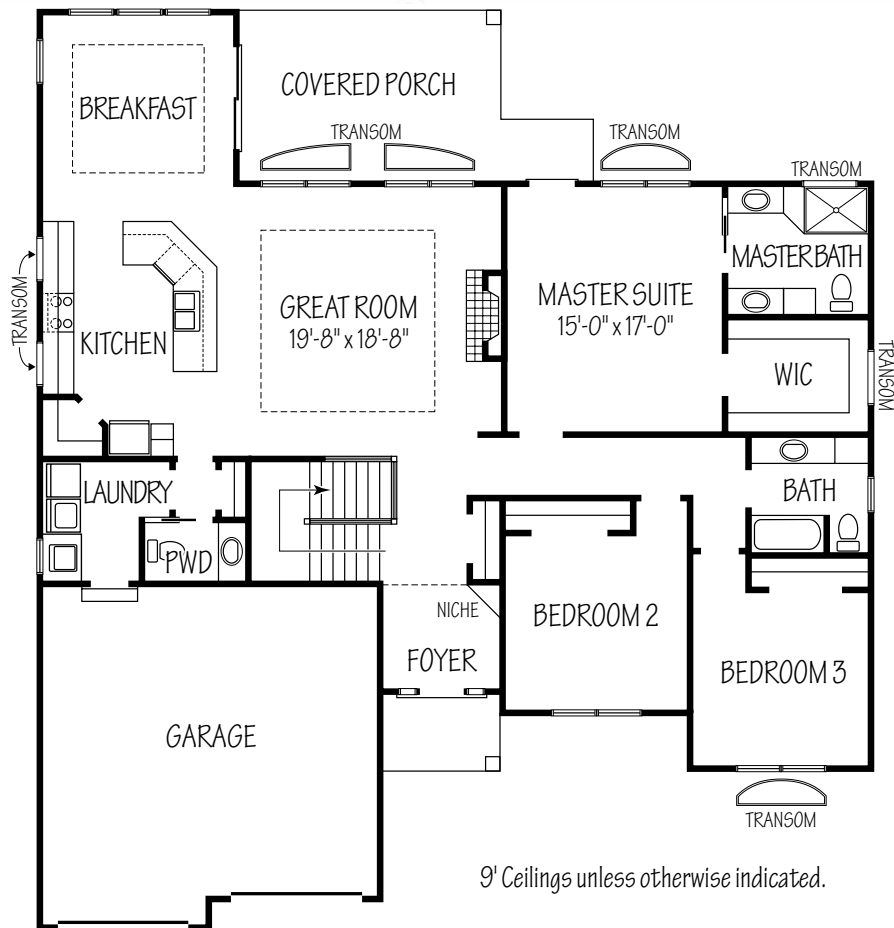 COVERED PORCH
BREAKFAST
TRANSOM
TRANSOM
TRANSOM
MASTER BATH
MASTER SUITE
15'-0" x 17'-0"
GREAT ROOM
19'-8" x 18'-8"
TRANSOM
KITCHEN
WIC
TRANSOM
LAUNDRY
BATH
PWD
NICHE
BEDROOM 2
FOYER
BEDROOM 3
GARAGE
TRANSOM
9' Ceilings unless otherwise indicated.